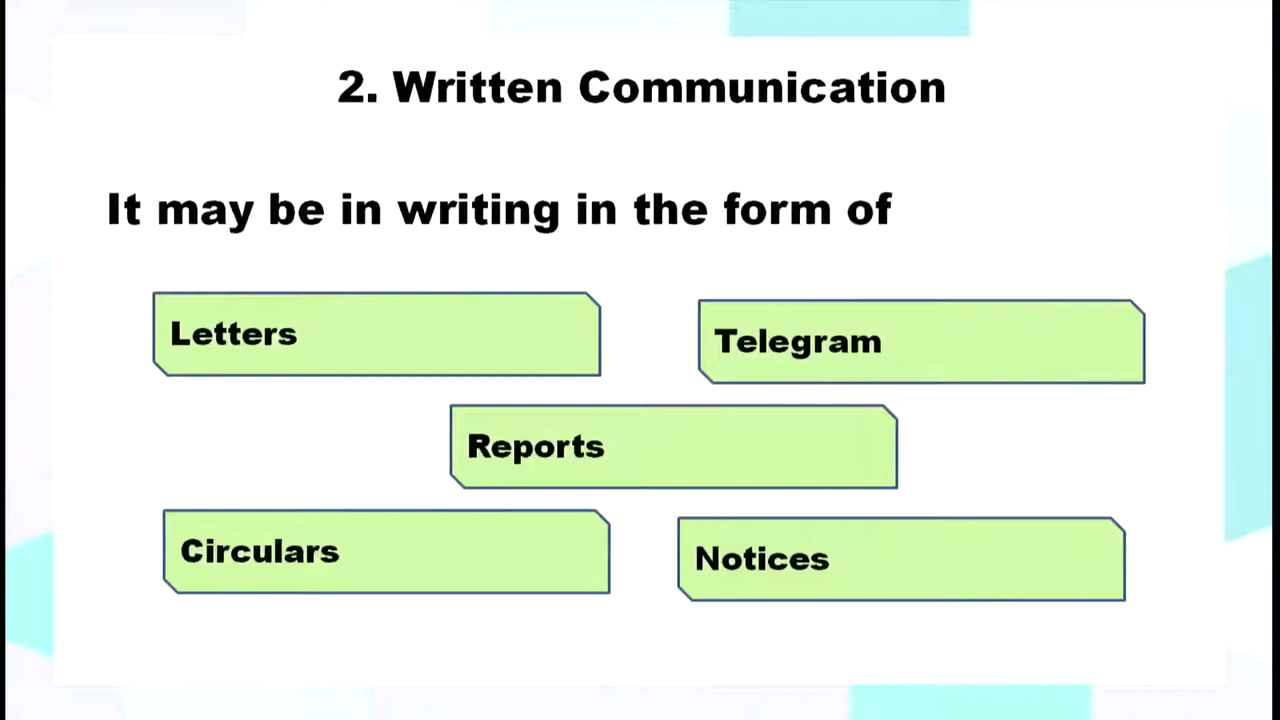 2. Written Communication
It may be in writing in the form of
Letters
Telegram
Reports
Circulars
Notices